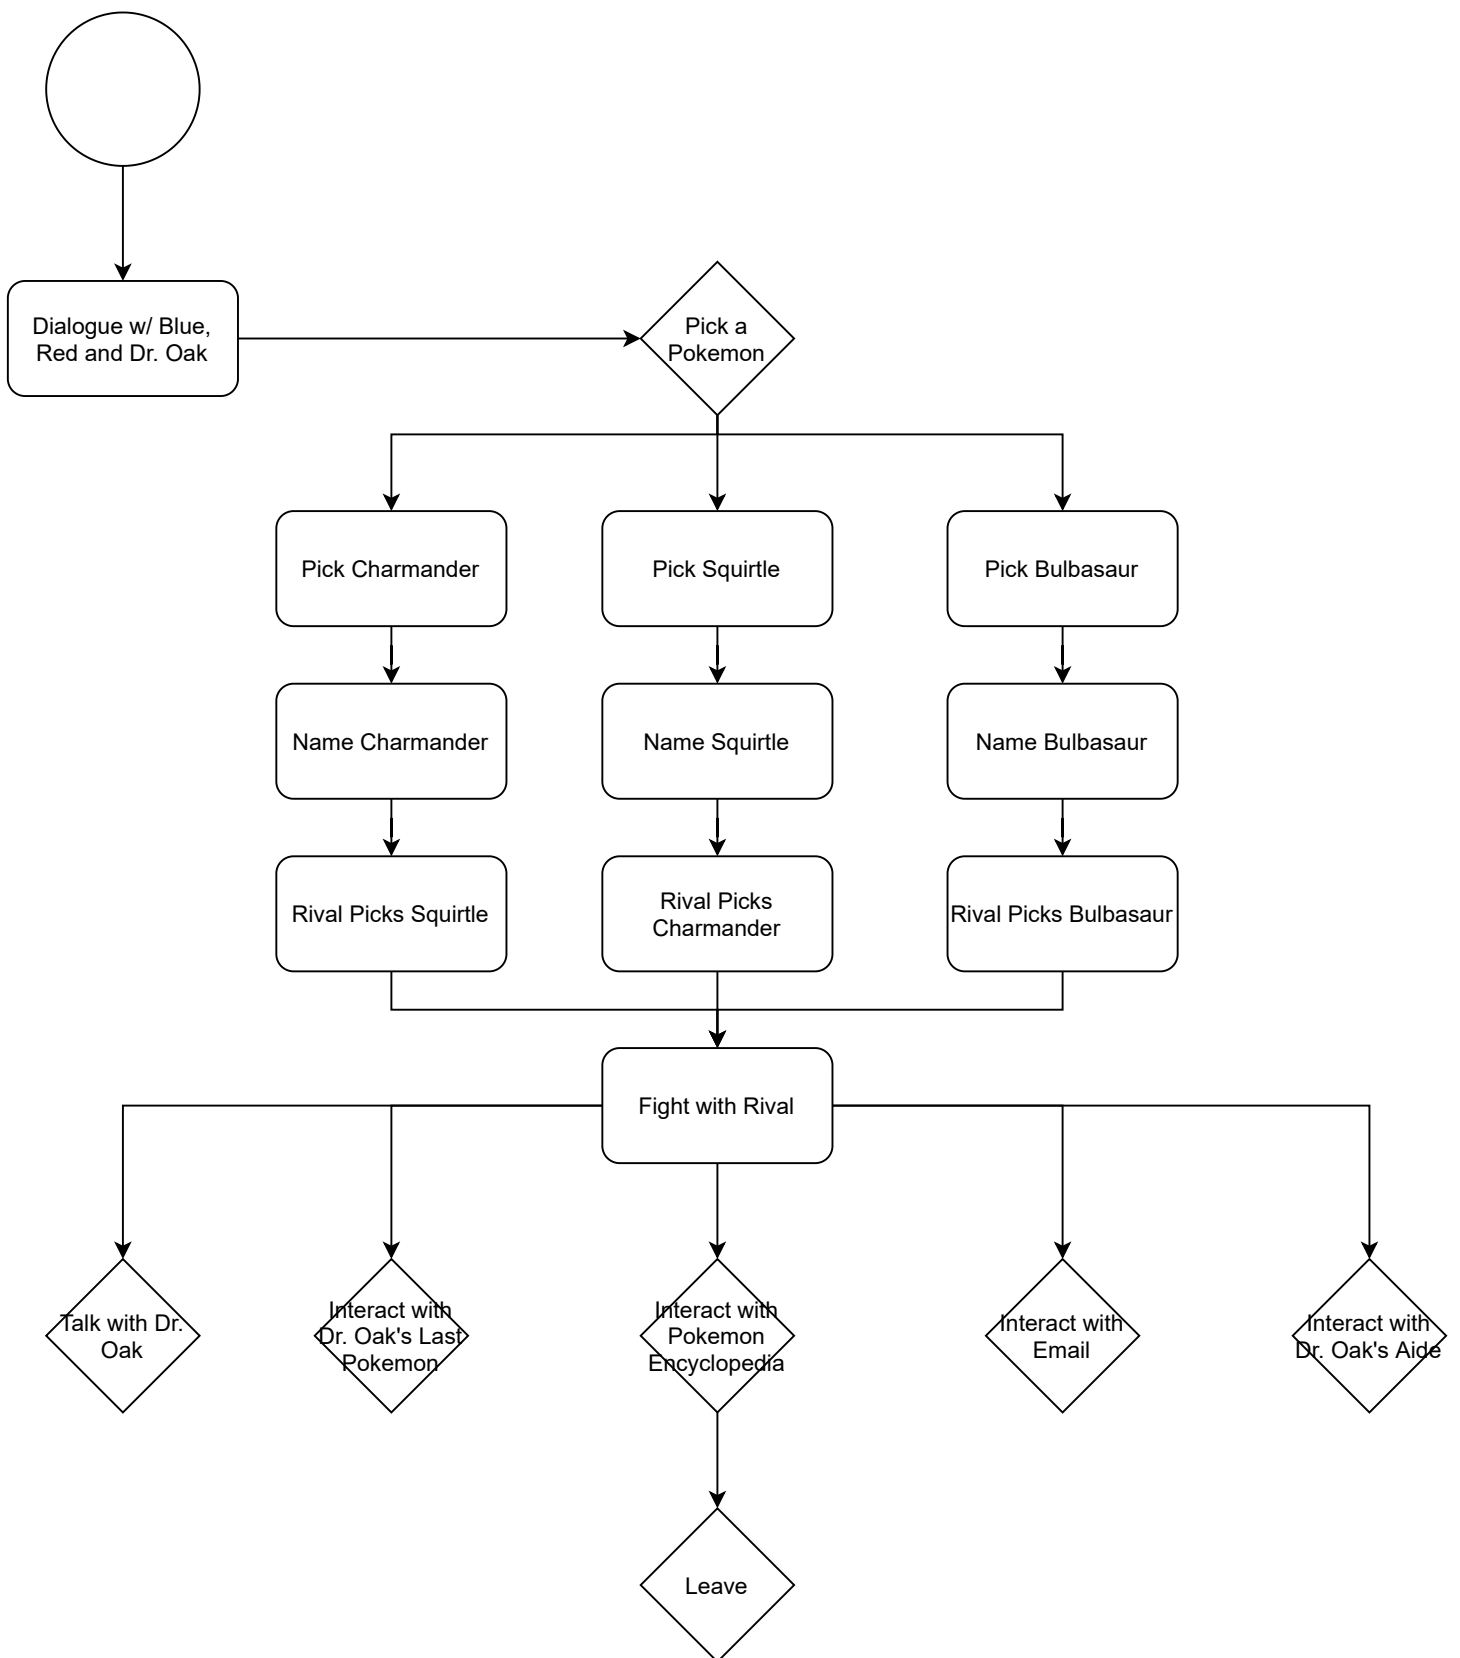 Dialogue w/ Blue,
Red and Dr. Oak
Pick a
Pokemon
Pick Charmander
Pick Squirtle
Pick Bulbasaur
Name Charmander
Name Squirtle
Name Bulbasaur
Rival Picks Squirtle
Rival Picks
Charmander
Rival Picks Bulbasaur
Fight with Rival
Talk with Dr.
Oak
Interact with
Dr. Oak's Last
Pokemon
Interact with
Pokemon
Encyclopedia
Interact with
Email
Interact with
Dr. Oak's Aide
Leave